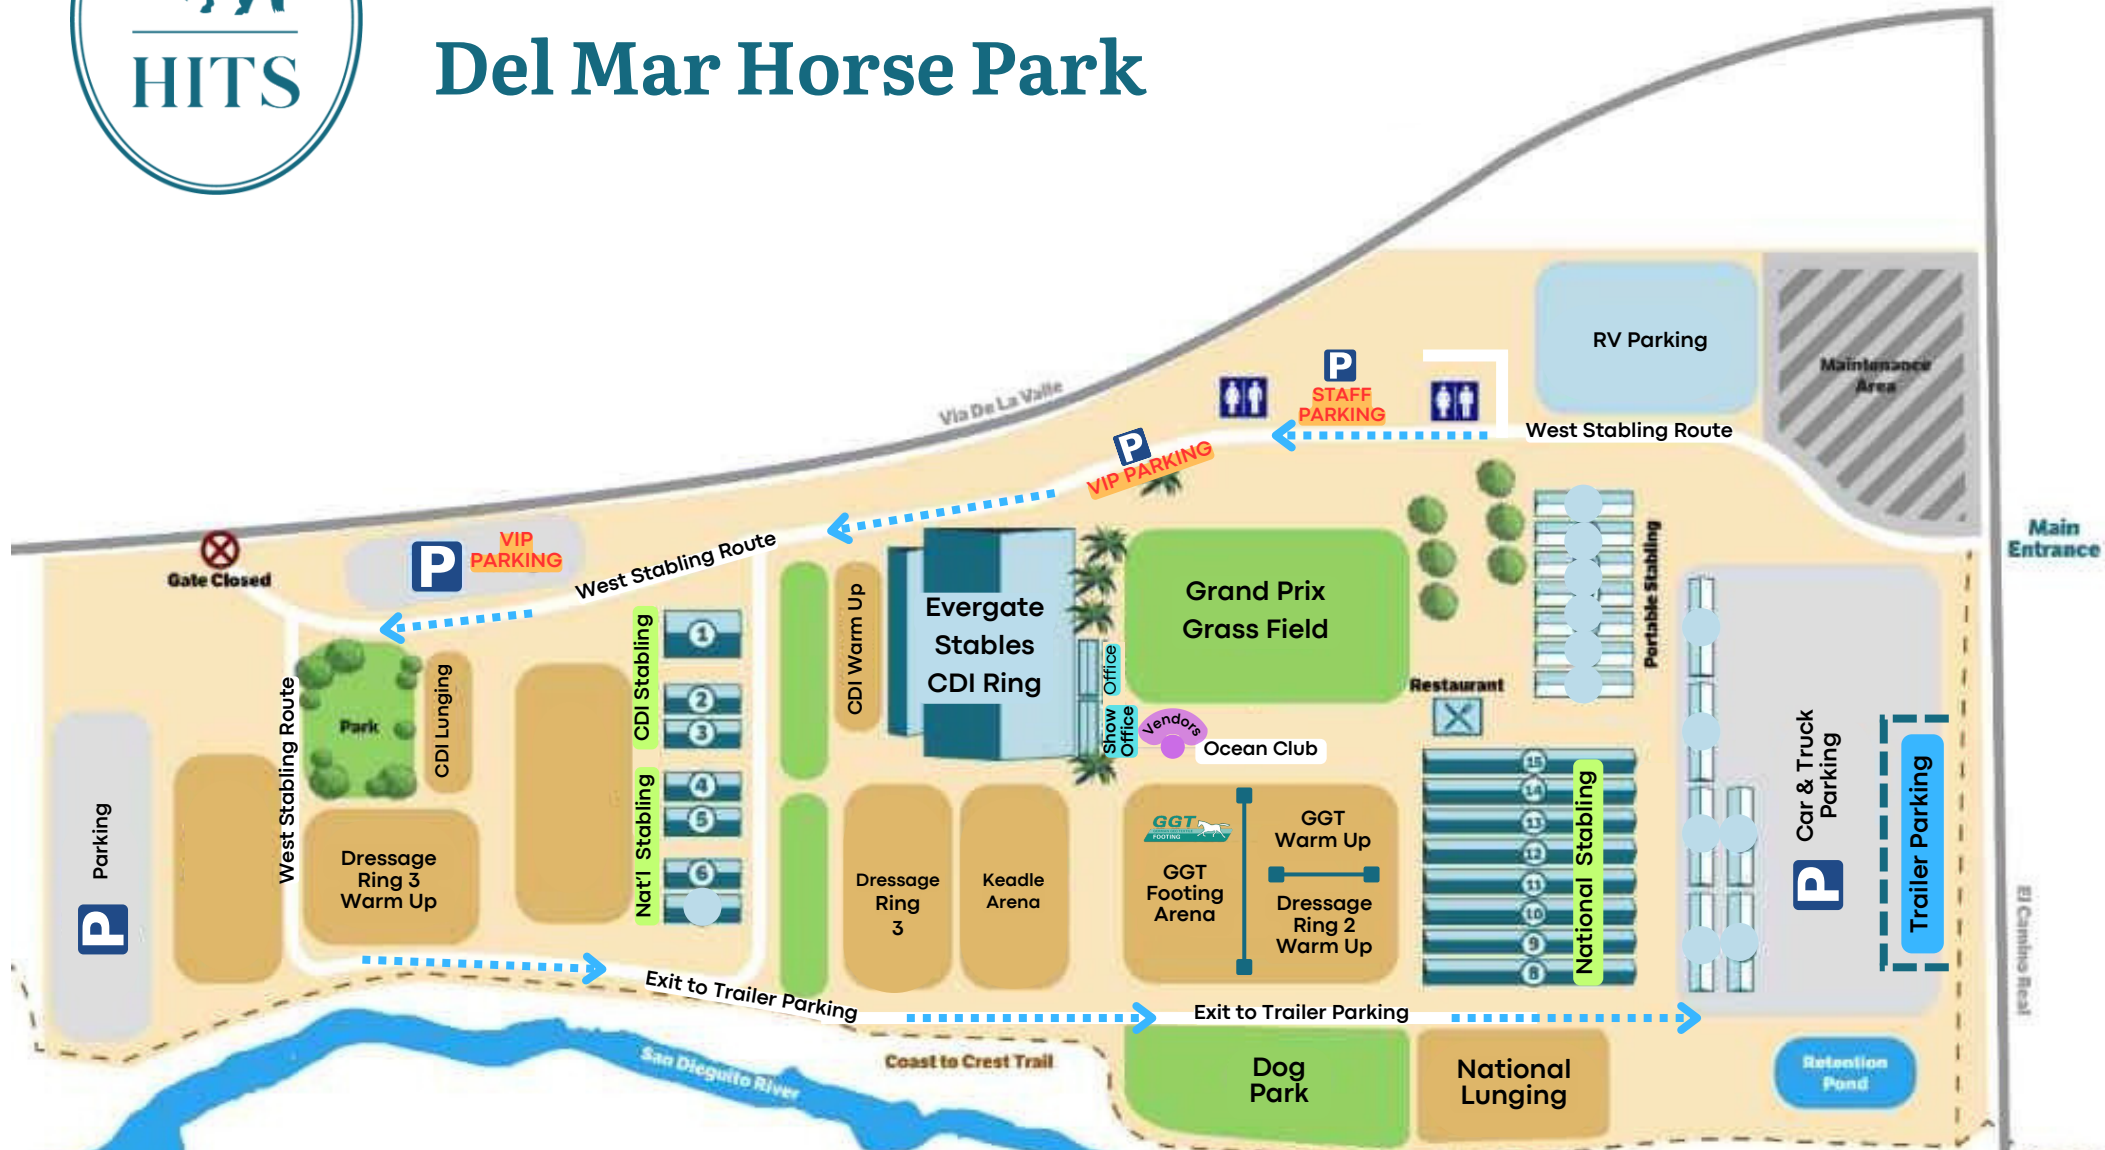 HITS
Del Mar Horse Park
RV Parking
Maintenance
Area
P
STAFF
PARKING
West Stabling Route
Via De La Valle
P
VIP PARKING
Main
Entrance
Gate Closed
P
VIP
PARKING
West Stabling Route
CDI Stabling
1
2
3
Nat'l Stabling
4
5
6
CDI Warm Up
Evergate
Stables
CDI Ring
Office
Show
Office
Vendors
Ocean Club
Grand Prix
Grass Field
Restaurant
Portable Stabling
Park
CDI Lunging
West Stabling Route
Parking
P
Dressage
Ring 3
Warm Up
Dressage
Ring
3
Keadle
Arena
GGT
FOOTING
GGT
Footing
Arena
GGT
Warm Up
Dressage
Ring 2
Warm Up
15
14
13
12
11
10
9
8
National Stabling
Car & Truck
Parking
P
Trailer Parking
El Camino Real
Exit to Trailer Parking
Exit to Trailer Parking
San Dieguito River
Coast to Crest Trail
Dog
Park
National
Lunging
Retention
Pond